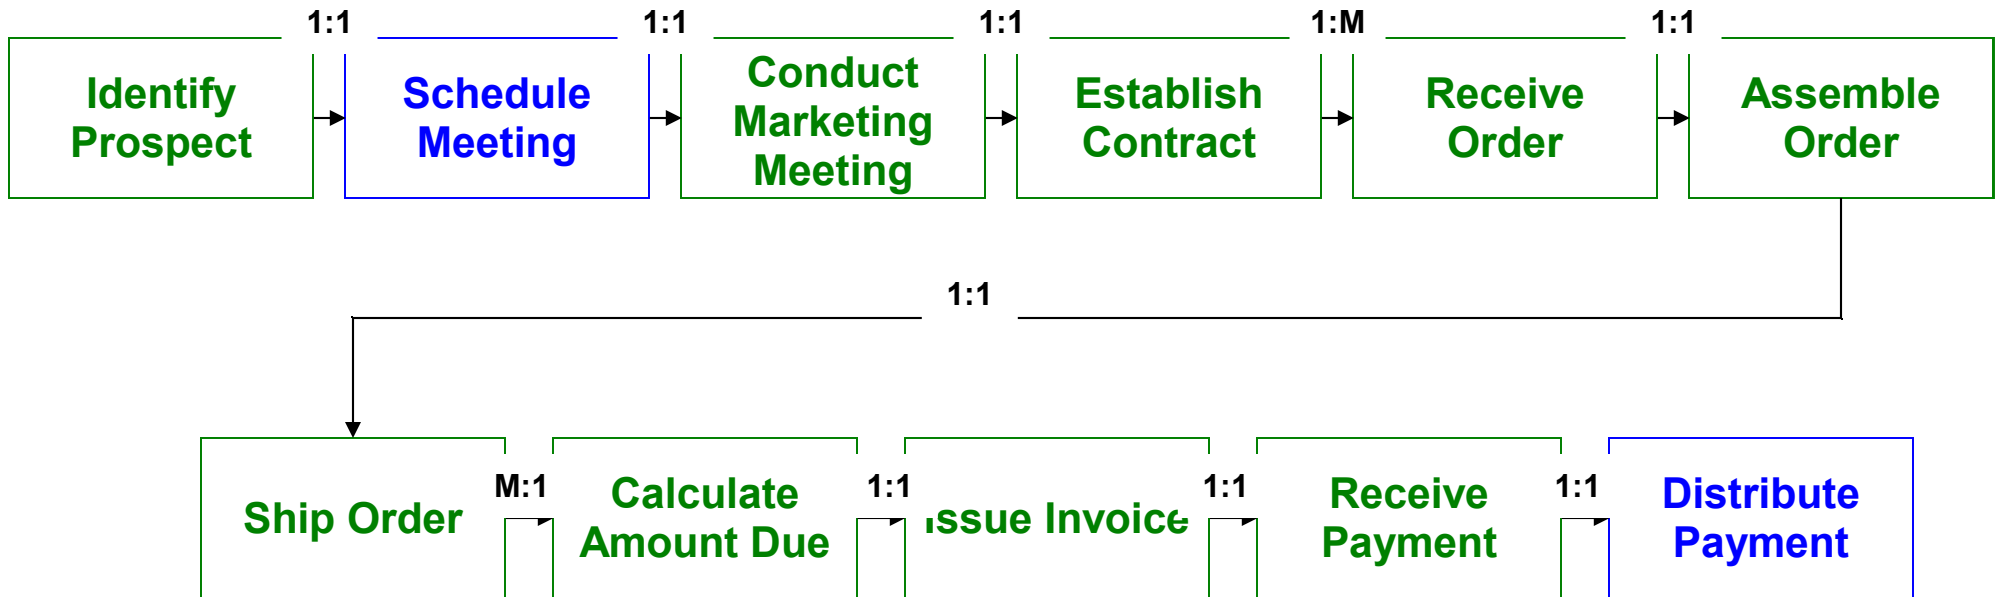 1:1 1:1 1:1 1:M 1:1
Identify
Prospect
Schedule
Meeting
Conduct
Marketing
Meeting
Establish
Contract
Receive
Order
Assemble
Order
1:1
Ship Order
M:1
Calculate
Amount Due
1:1
Issue Invoice
1:1
Receive
Payment
1:1
Distribute
Payment